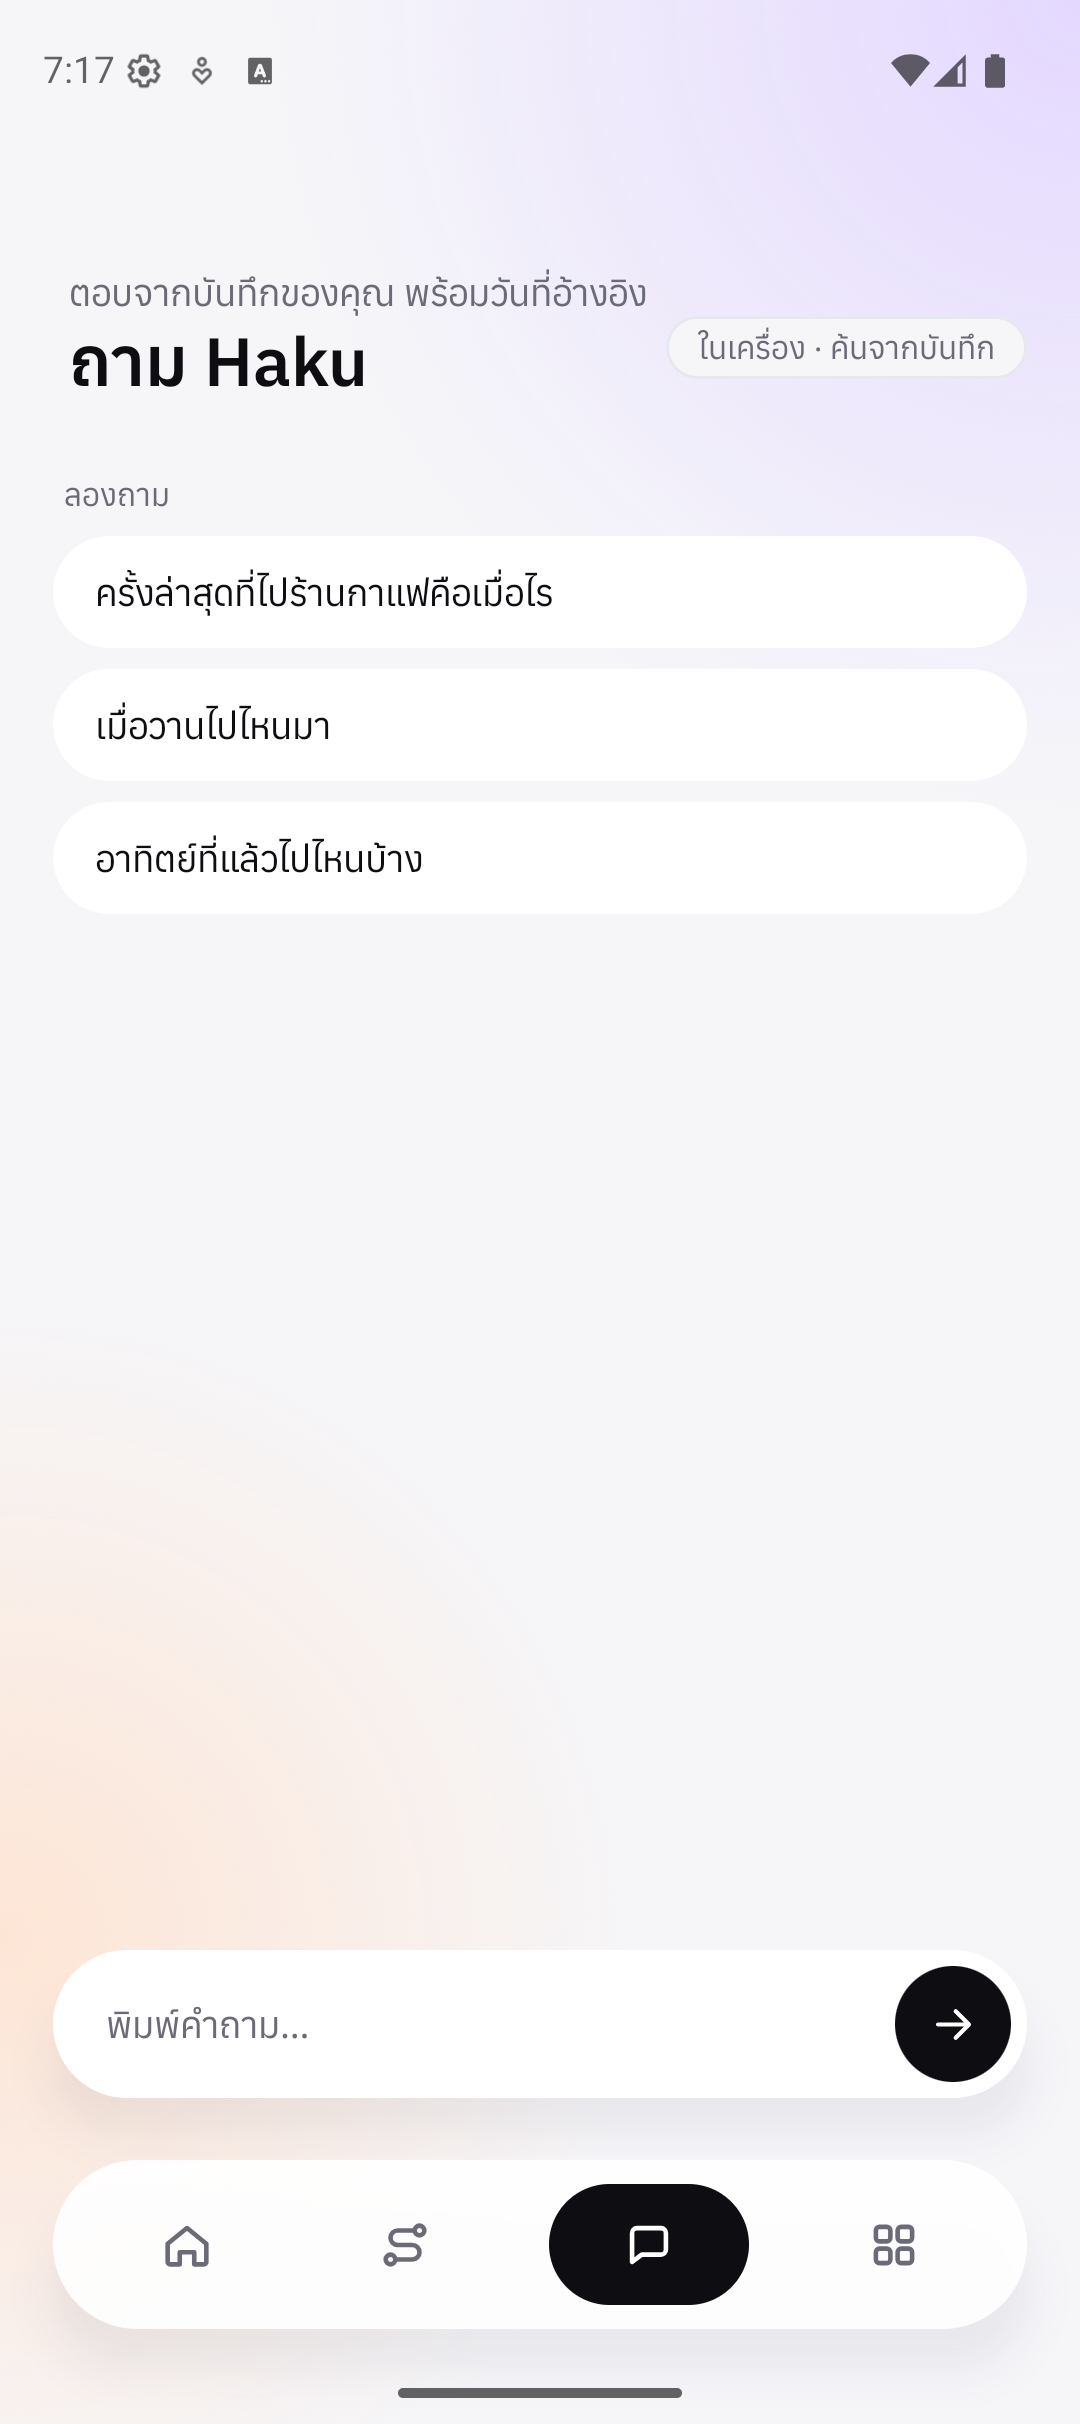 7:17
ตอบจากบันทึกของคุณ พร้อมวันที่อ้างอิง
ถาม Haku
ในเครื่อง · ค้นจากบันทึก
ลองถาม
ครั้งล่าสุดที่ไปร้านกาแฟคือเมื่อไร
เมื่อวานไปไหนมา
อาทิตย์ที่แล้วไปไหนบ้าง
พิมพ์คำถาม...